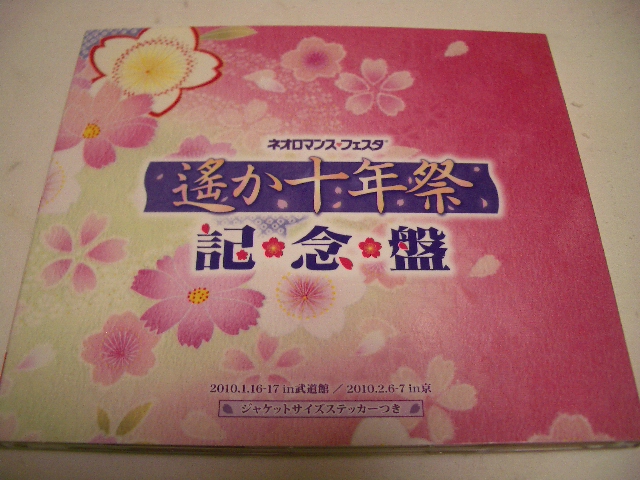 ネオロマンス♥フェスタ
遙か十年祭
記念盤
2010.1.16-17 in武道館 / 2010.2.6-7 in京
ジャケットサイズステッカーつき